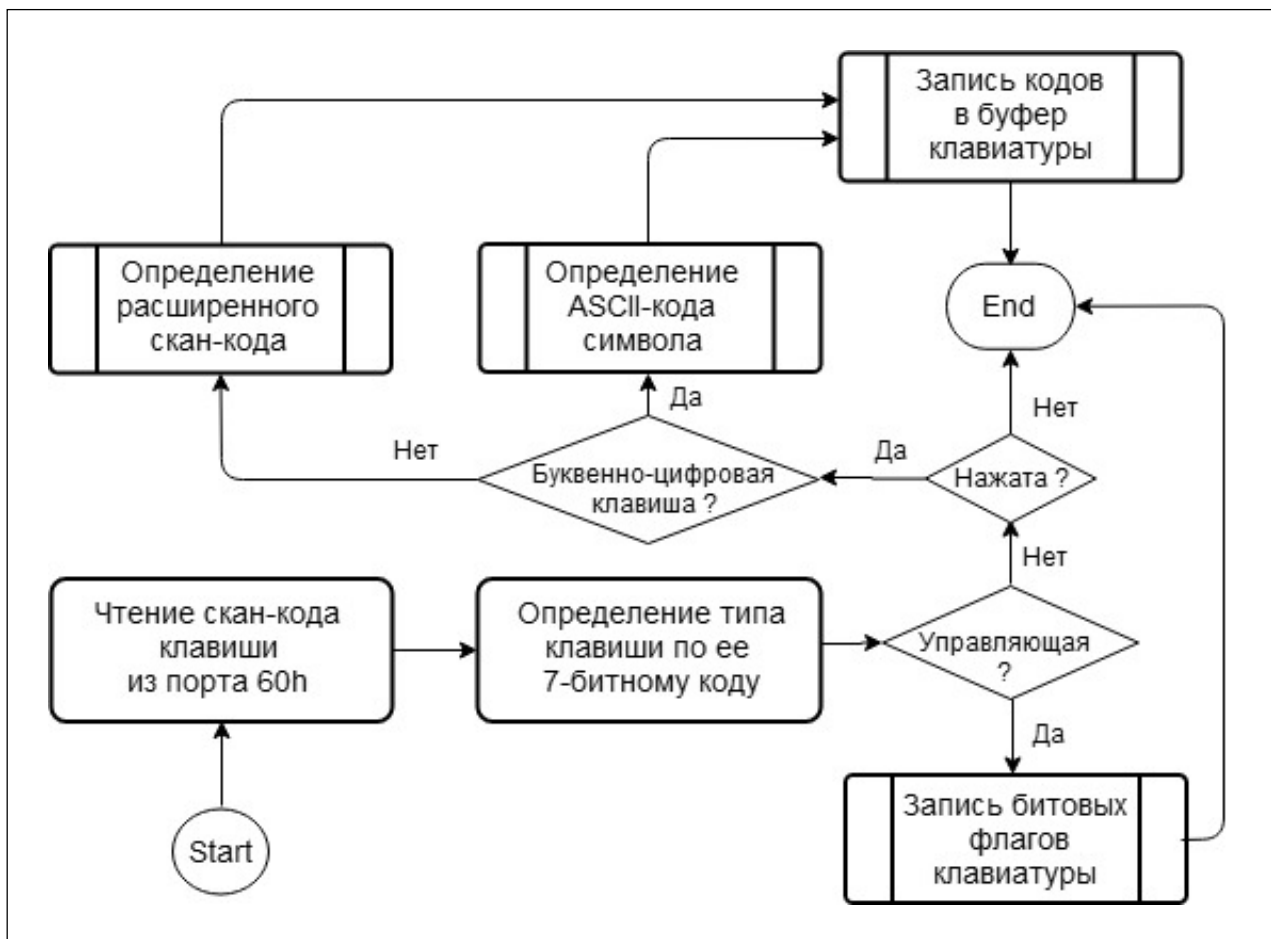 Запись кодов
в буфер
клавиатуры
Определение
расширенного
скан-кода
Определение
ASCII-кода
символа
End
Да
Нет
Нет
Буквенно-цифровая
клавиша ?
Да
Нажата ?
Нет
Чтение скан-кода
клавиши
из порта 60h
Определение типа
клавиши по ее
7-битному коду
Управляющая
?
Да
Start
Запись битовых
флагов
клавиатуры